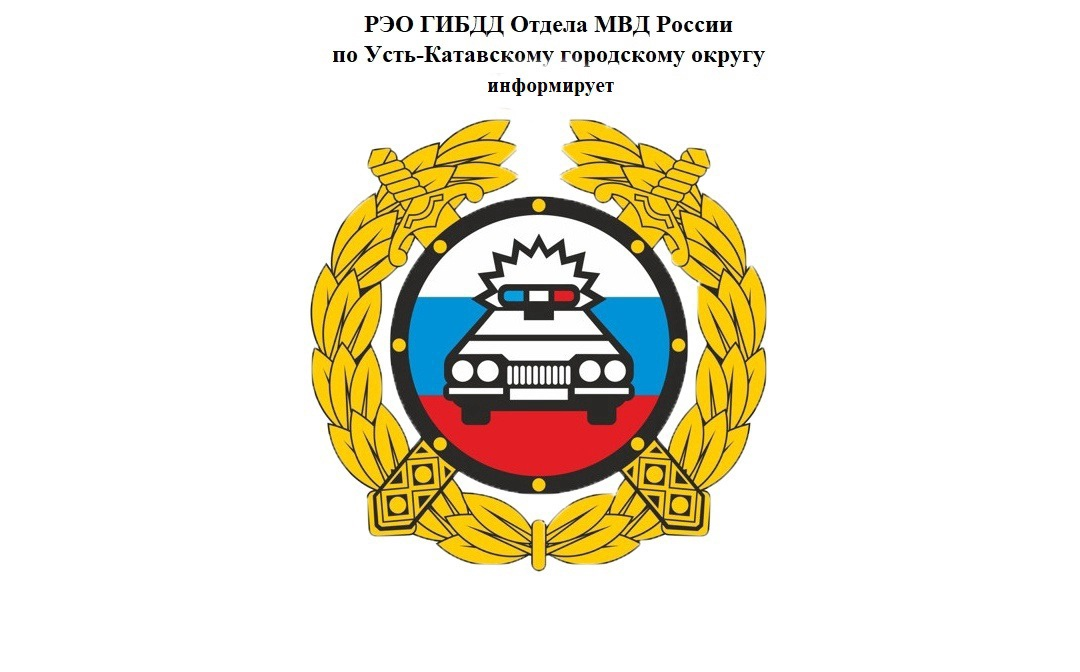 РЭО ГИБДД Отдела МВД России
по Усть-Катавскому городскому округу
информирует